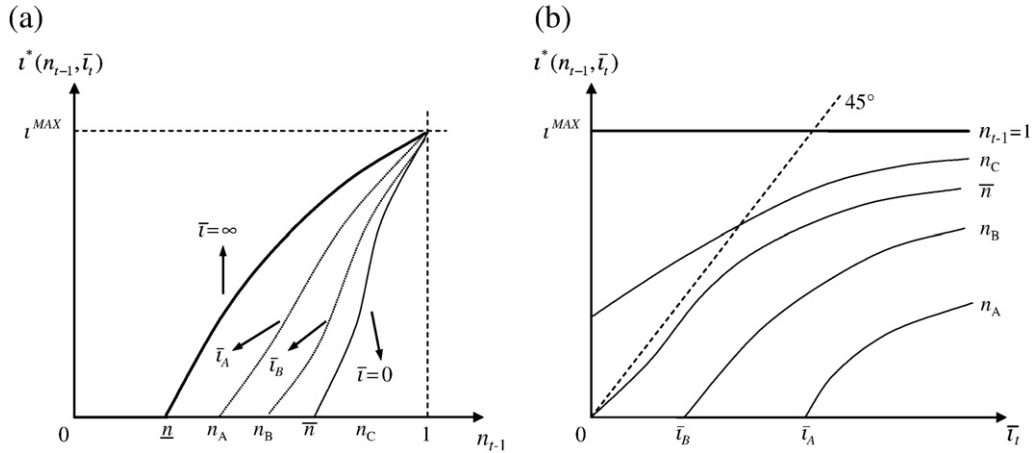 (a)
ι*(n_{t-1}, ῑ_t)
ι^{MAX}
ῑ=∞
ῑ_A
ῑ_B
ῑ=0
0
n̲
n_A
n_B
n̅
n_C
1
n_{t-1}
(b)
ι*(n_{t-1}, ῑ_t)
45°
ι^{MAX}
n_{t-1}=1
n_C
n̅
n_B
n_A
0
ῑ_B
ῑ_A
ῑ_t